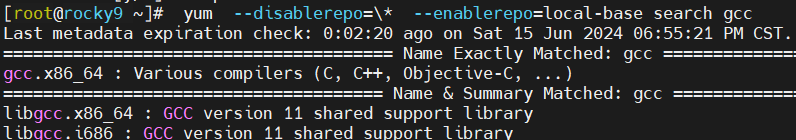 [root@rocky9 ~]#  yum  --disablerepo=\*  --enablerepo=local-base search gcc
Last metadata expiration check: 0:02:20 ago on Sat 15 Jun 2024 06:55:21 PM CST.
======================================= Name Exactly Matched: gcc =============
gcc.x86_64 : Various compilers (C, C++, Objective-C, ...)
====================================== Name & Summary Matched: gcc ============
libgcc.x86_64 : GCC version 11 shared support library
libgcc.i686 : GCC version 11 shared support library